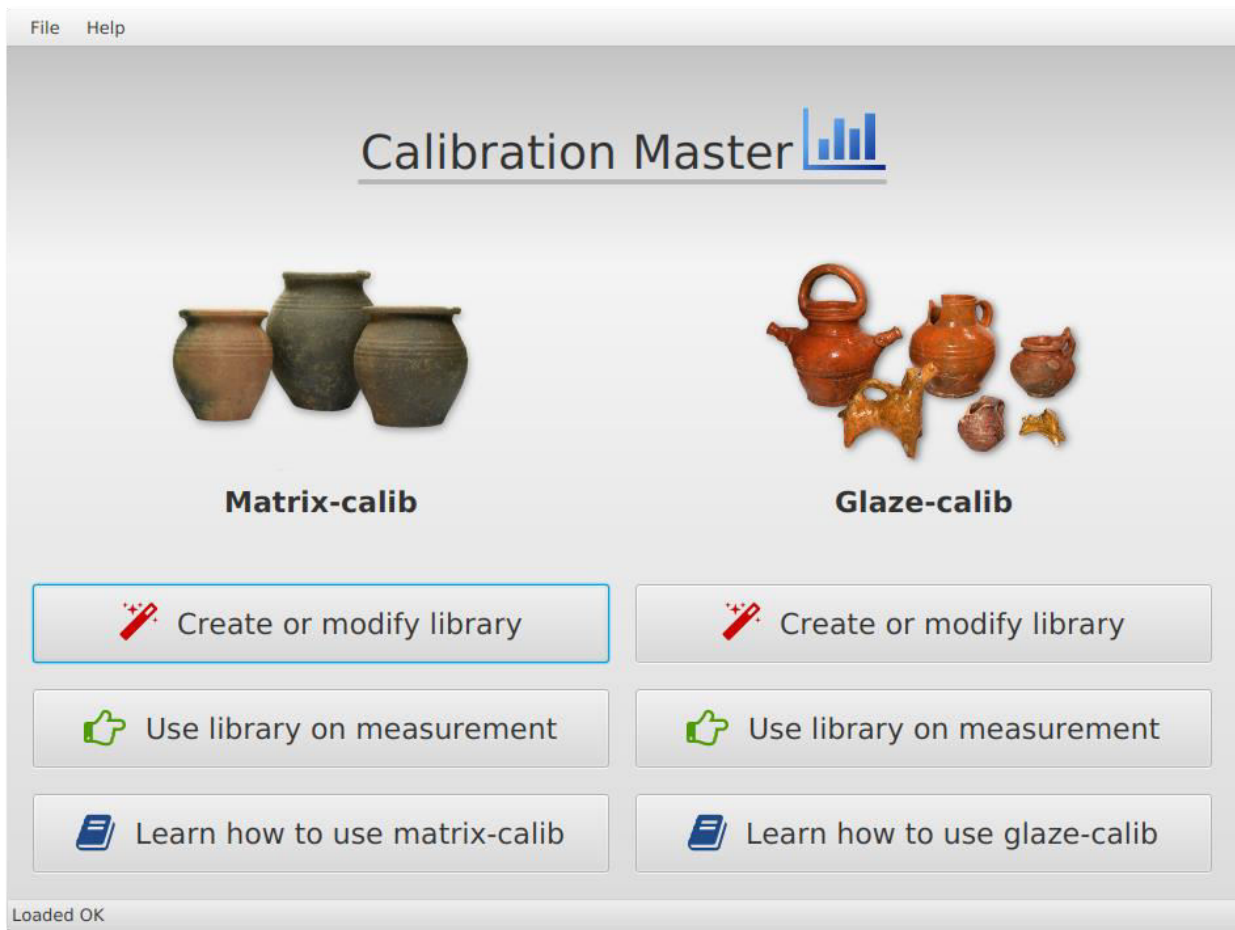 File Help
Calibration Master
Matrix-calib
Glaze-calib
Create or modify library
Create or modify library
Use library on measurement
Use library on measurement
Learn how to use matrix-calib
Learn how to use glaze-calib
Loaded OK